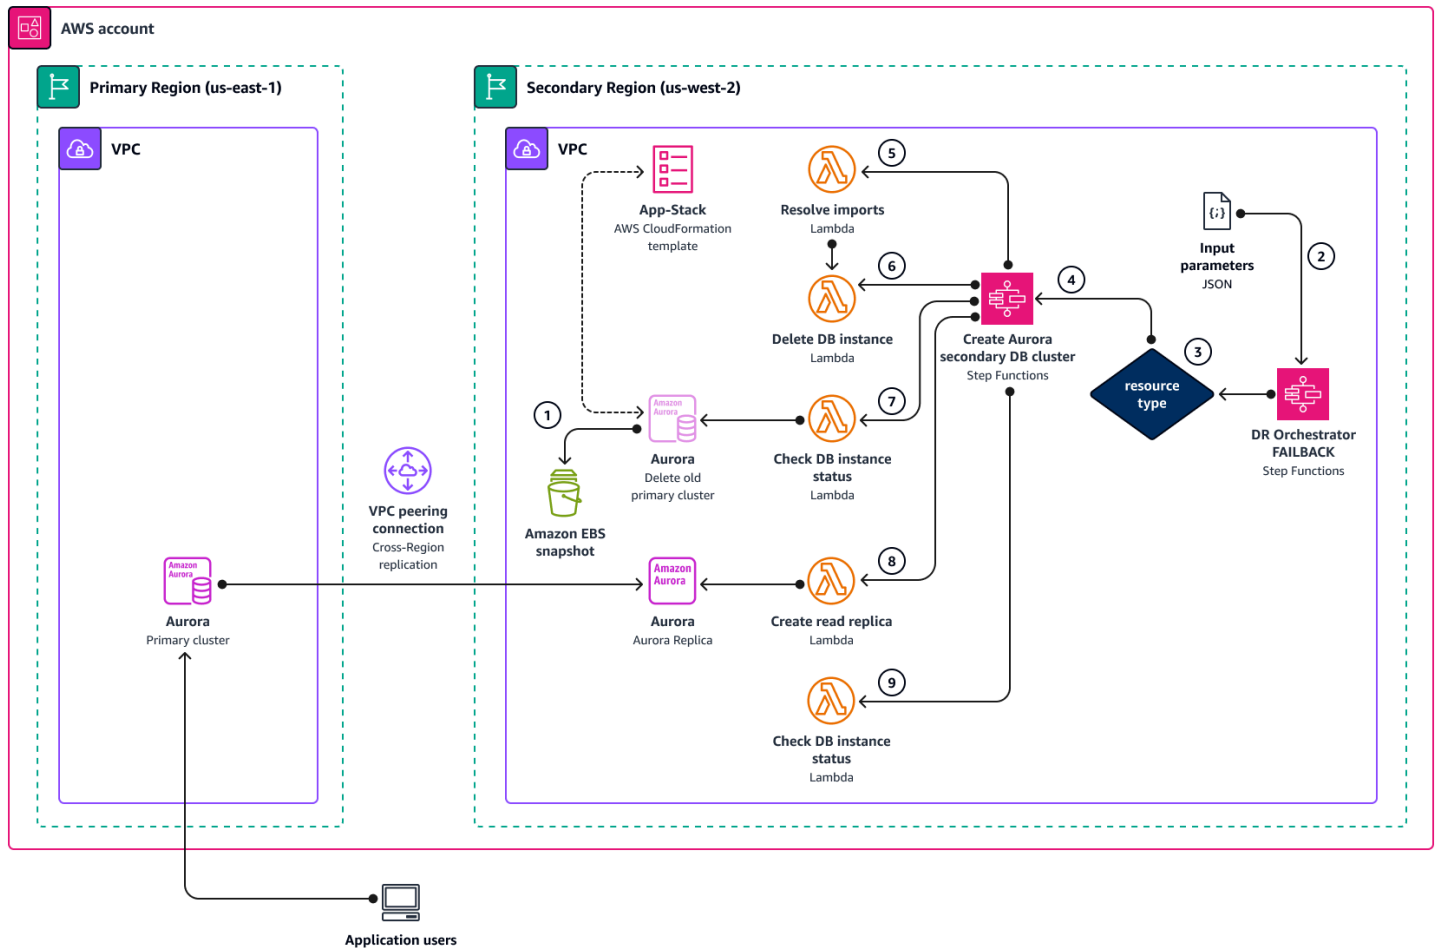 AWS account
Primary Region (us-east-1)
Secondary Region (us-west-2)
VPC
VPC
App-Stack
AWS CloudFormation
template
5
Resolve imports
Lambda
{;}
Input
parameters
JSON
2
6
Delete DB instance
Lambda
4
Create Aurora
secondary DB cluster
Step Functions
3
resource
type
DR Orchestrator
FAILBACK
Step Functions
1
Amazon
Aurora
Aurora
Delete old
primary cluster
7
Check DB instance
status
Lambda
VPC peering
connection
Cross-Region
replication
Amazon EBS
snapshot
Amazon
Aurora
Aurora
Primary cluster
Amazon
Aurora
Aurora
Aurora Replica
8
Create read replica
Lambda
9
Check DB instance
status
Lambda
Application users